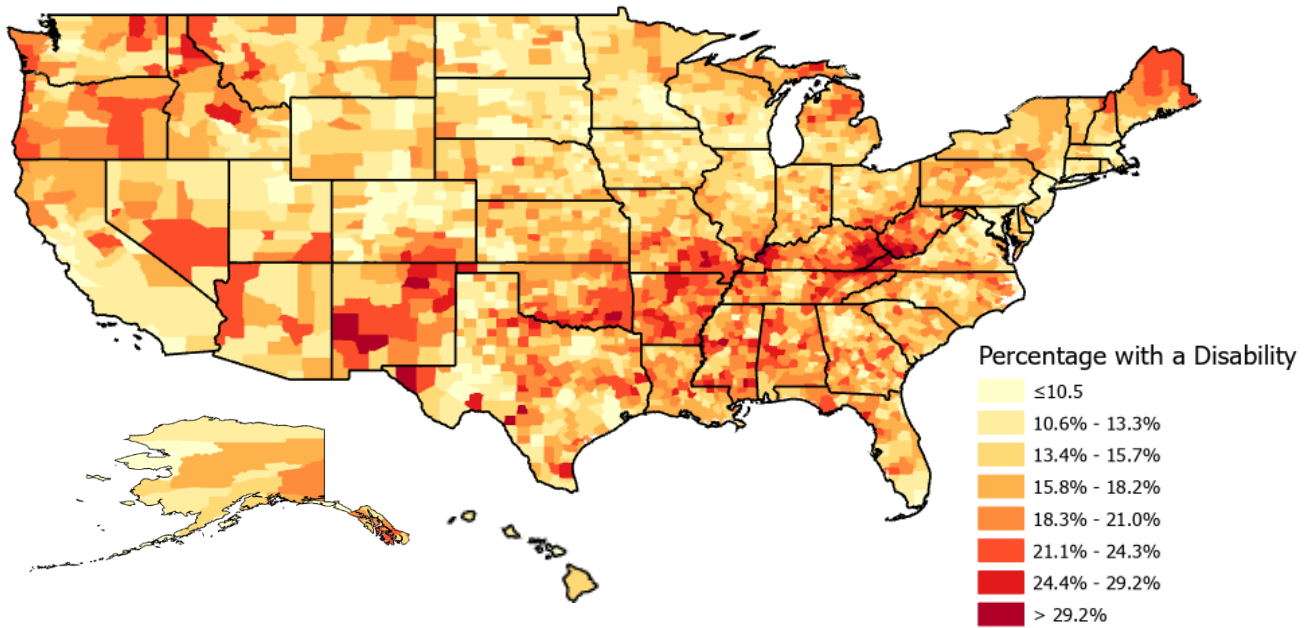 Percentage with a Disability
≤10.5
10.6% - 13.3%
13.4% - 15.7%
15.8% - 18.2%
18.3% - 21.0%
21.1% - 24.3%
24.4% - 29.2%
> 29.2%